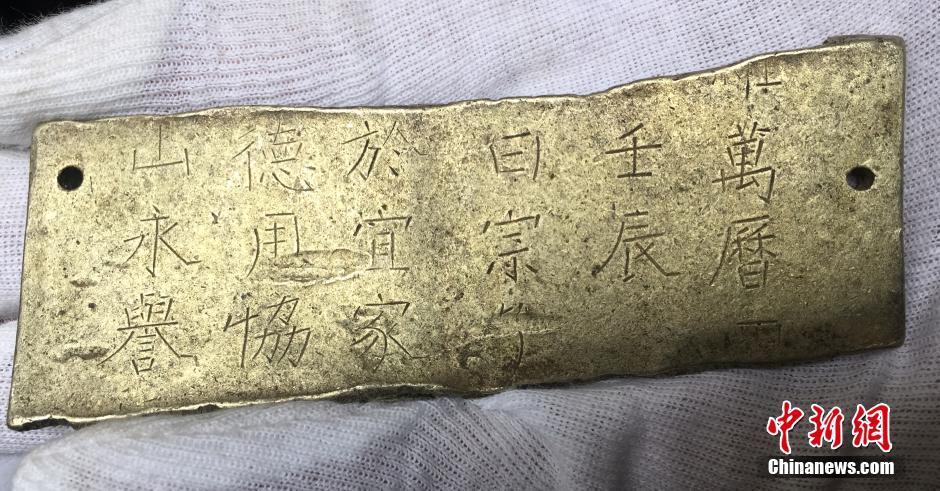 萬曆
壬辰
曰宗
於宜家
德用協
山永譽
中新网
Chinanews.com